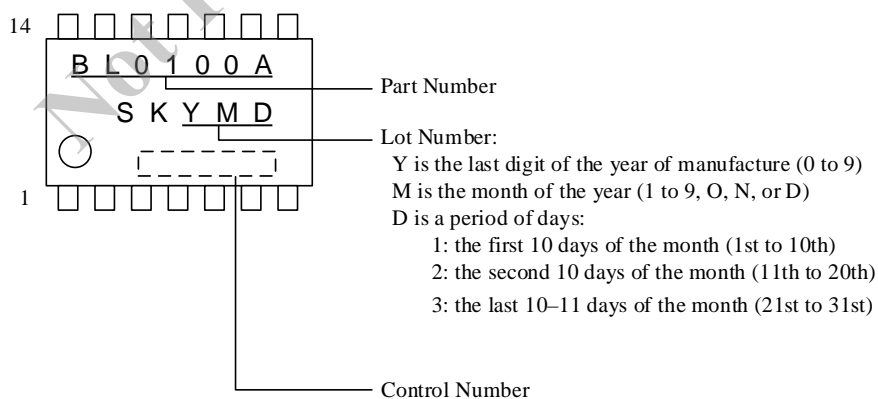 14
BL0100A
Part Number
SKYMD
Lot Number:
Y is the last digit of the year of manufacture (0 to 9)
M is the month of the year (1 to 9, O, N, or D)
D is a period of days:
1: the first 10 days of the month (1st to 10th)
2: the second 10 days of the month (11th to 20th)
3: the last 10–11 days of the month (21st to 31st)
1
Control Number
Not